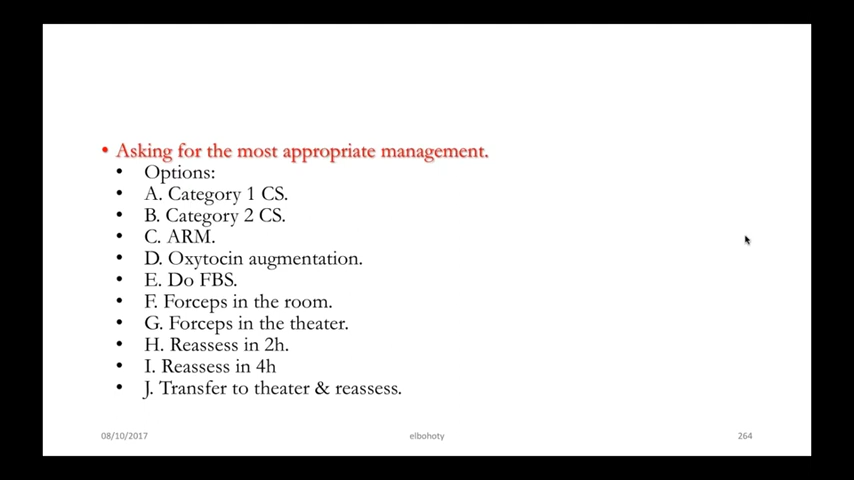 • Asking for the most appropriate management.
• Options:
• A. Category 1 CS.
• B. Category 2 CS.
• C. ARM.
• D. Oxytocin augmentation.
• E. Do FBS.
• F. Forceps in the room.
• G. Forceps in the theater.
• H. Reassess in 2h.
• I. Reassess in 4h
• J. Transfer to theater & reassess.
08/10/2017 elbohoty 264